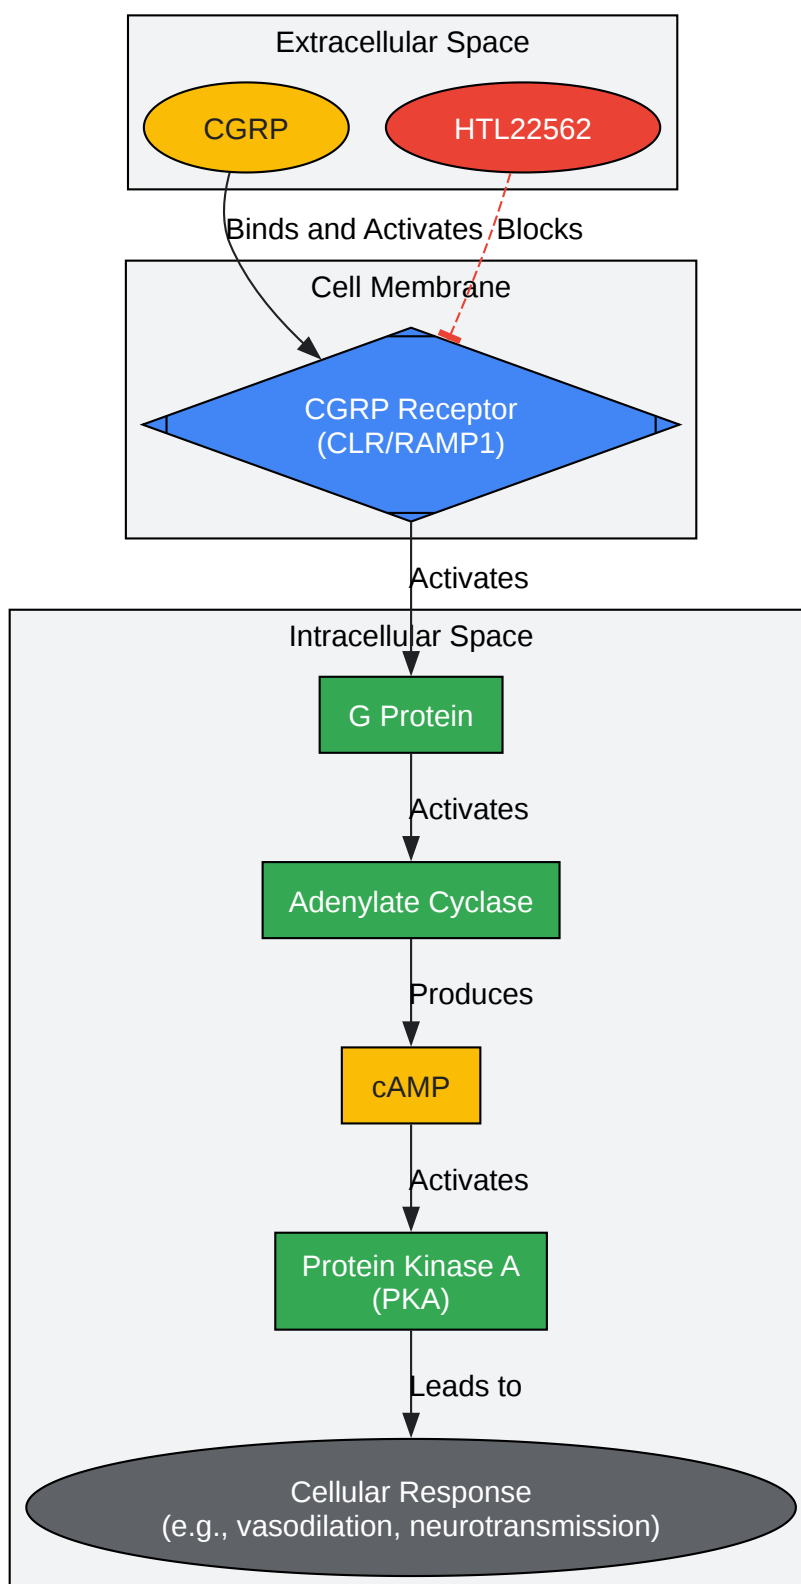 Extracellular Space
CGRP
HTL22562
Binds and Activates
Blocks
Cell Membrane
CGRP Receptor
(CLR/RAMP1)
Activates
Intracellular Space
G Protein
Activates
Adenylate Cyclase
Produces
cAMP
Activates
Protein Kinase A
(PKA)
Leads to
Cellular Response
(e.g., vasodilation, neurotransmission)